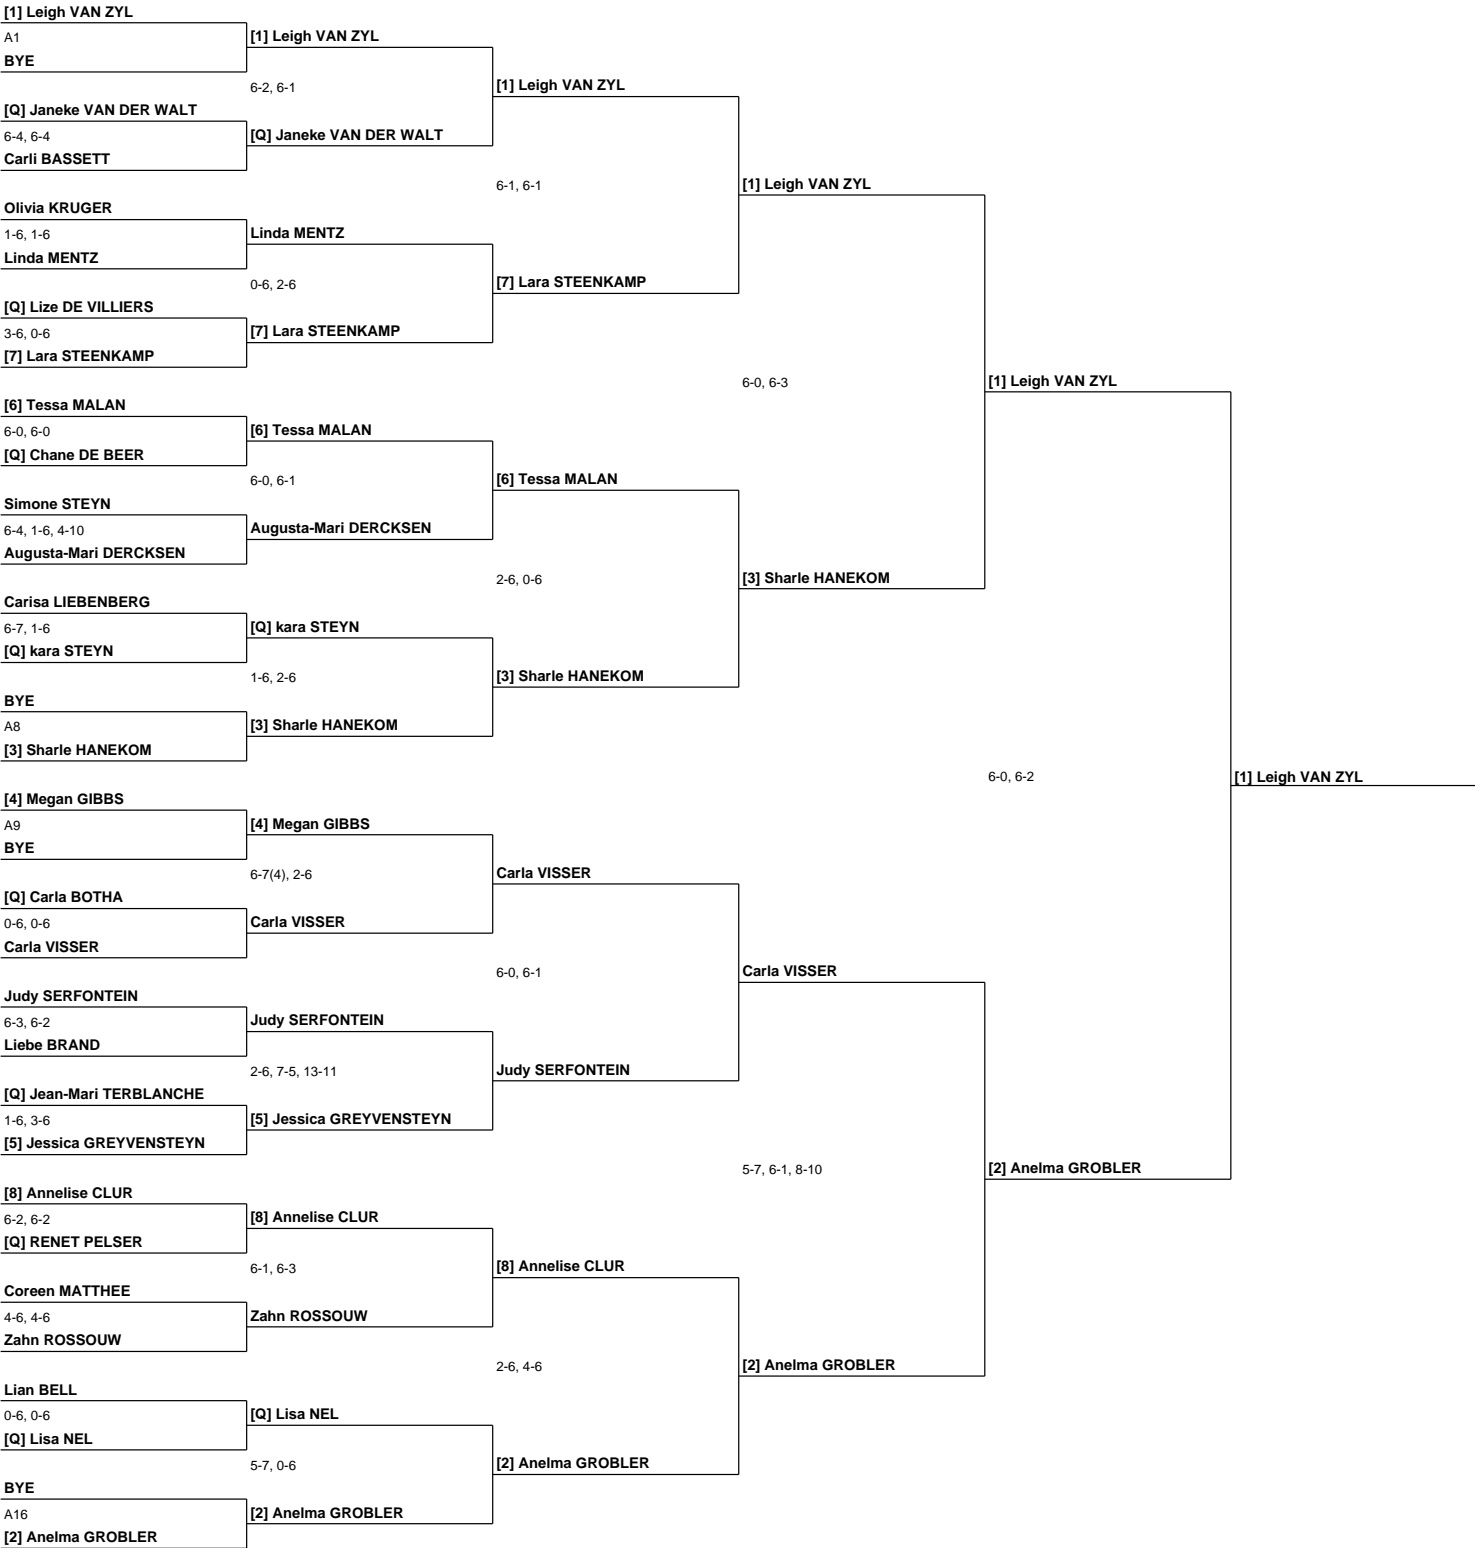 [1] Leigh VAN ZYL
A1
BYE
[Q] Janeke VAN DER WALT
6-4, 6-4
Carli BASSETT
Olivia KRUGER
1-6, 1-6
Linda MENTZ
[Q] Lize DE VILLIERS
3-6, 0-6
[7] Lara STEENKAMP
[6] Tessa MALAN
6-0, 6-0
[Q] Chane DE BEER
Simone STEYN
6-4, 1-6, 4-10
Augusta-Mari DERCKSEN
Carisa LIEBENBERG
6-7, 1-6
[Q] kara STEYN
BYE
A8
[3] Sharle HANEKOM
[4] Megan GIBBS
A9
BYE
[Q] Carla BOTHA
0-6, 0-6
Carla VISSER
Judy SERFONTEIN
6-3, 6-2
Liebe BRAND
[Q] Jean-Mari TERBLANCHE
1-6, 3-6
[5] Jessica GREYVENSTEYN
[8] Annelise CLUR
6-2, 6-2
[Q] RENET PELSER
Coreen MATTHEE
4-6, 4-6
Zahn ROSSOUW
Lian BELL
0-6, 0-6
[Q] Lisa NEL
BYE
A16
[2] Anelma GROBLER
[1] Leigh VAN ZYL
6-2, 6-1
[Q] Janeke VAN DER WALT
Linda MENTZ
0-6, 2-6
[7] Lara STEENKAMP
[6] Tessa MALAN
6-0, 6-1
Augusta-Mari DERCKSEN
[Q] kara STEYN
1-6, 2-6
[3] Sharle HANEKOM
[4] Megan GIBBS
6-7(4), 2-6
Carla VISSER
Judy SERFONTEIN
2-6, 7-5, 13-11
[5] Jessica GREYVENSTEYN
[8] Annelise CLUR
6-1, 6-3
Zahn ROSSOUW
[Q] Lisa NEL
5-7, 0-6
[2] Anelma GROBLER
[1] Leigh VAN ZYL
6-1, 6-1
[7] Lara STEENKAMP
[6] Tessa MALAN
2-6, 0-6
[3] Sharle HANEKOM
Carla VISSER
6-0, 6-1
Judy SERFONTEIN
[8] Annelise CLUR
2-6, 4-6
[2] Anelma GROBLER
[1] Leigh VAN ZYL
6-0, 6-3
[3] Sharle HANEKOM
Carla VISSER
5-7, 6-1, 8-10
[2] Anelma GROBLER
[1] Leigh VAN ZYL
6-0, 6-2
[2] Anelma GROBLER
[1] Leigh VAN ZYL